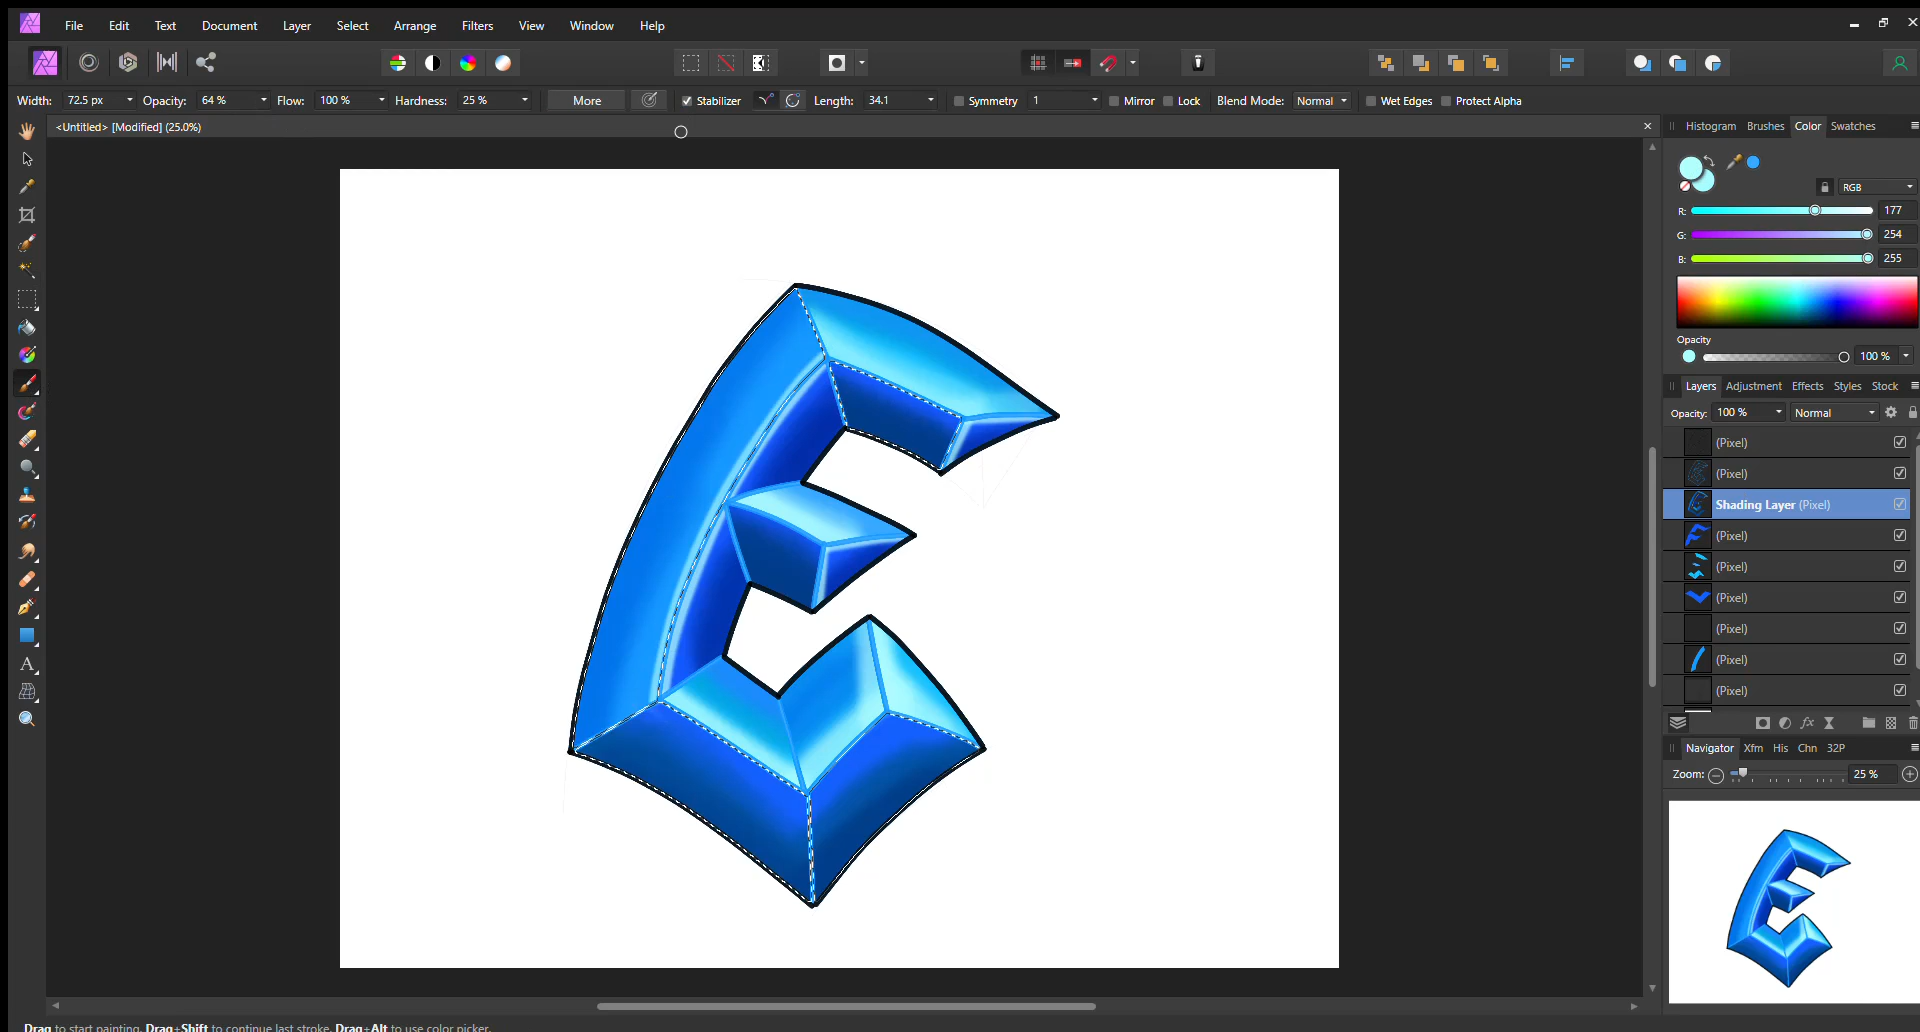 File Edit Text Document Layer Select Arrange Filters View Window Help
Width: 72.5 px Opacity: 64 % Flow: 100 % Hardness: 25 % More Stabilizer Length: 34.1 Symmetry 1 Mirror Lock Blend Mode: Normal Wet Edges Protect Alpha
<Untitled> [Modified] (25.0%)
Histogram Brushes Color Swatches
RGB
R: 177
G: 254
B: 255
Opacity
100 %
Layers Adjustment Effects Styles Stock
Opacity: 100 % Normal
(Pixel)
(Pixel)
Shading Layer (Pixel)
(Pixel)
(Pixel)
(Pixel)
(Pixel)
(Pixel)
(Pixel)
Navigator Xfm His Chn 32P
Zoom: 25 %
E
E
Drag to start painting. Drag+Shift to continue last stroke. Drag+Alt to use color picker.